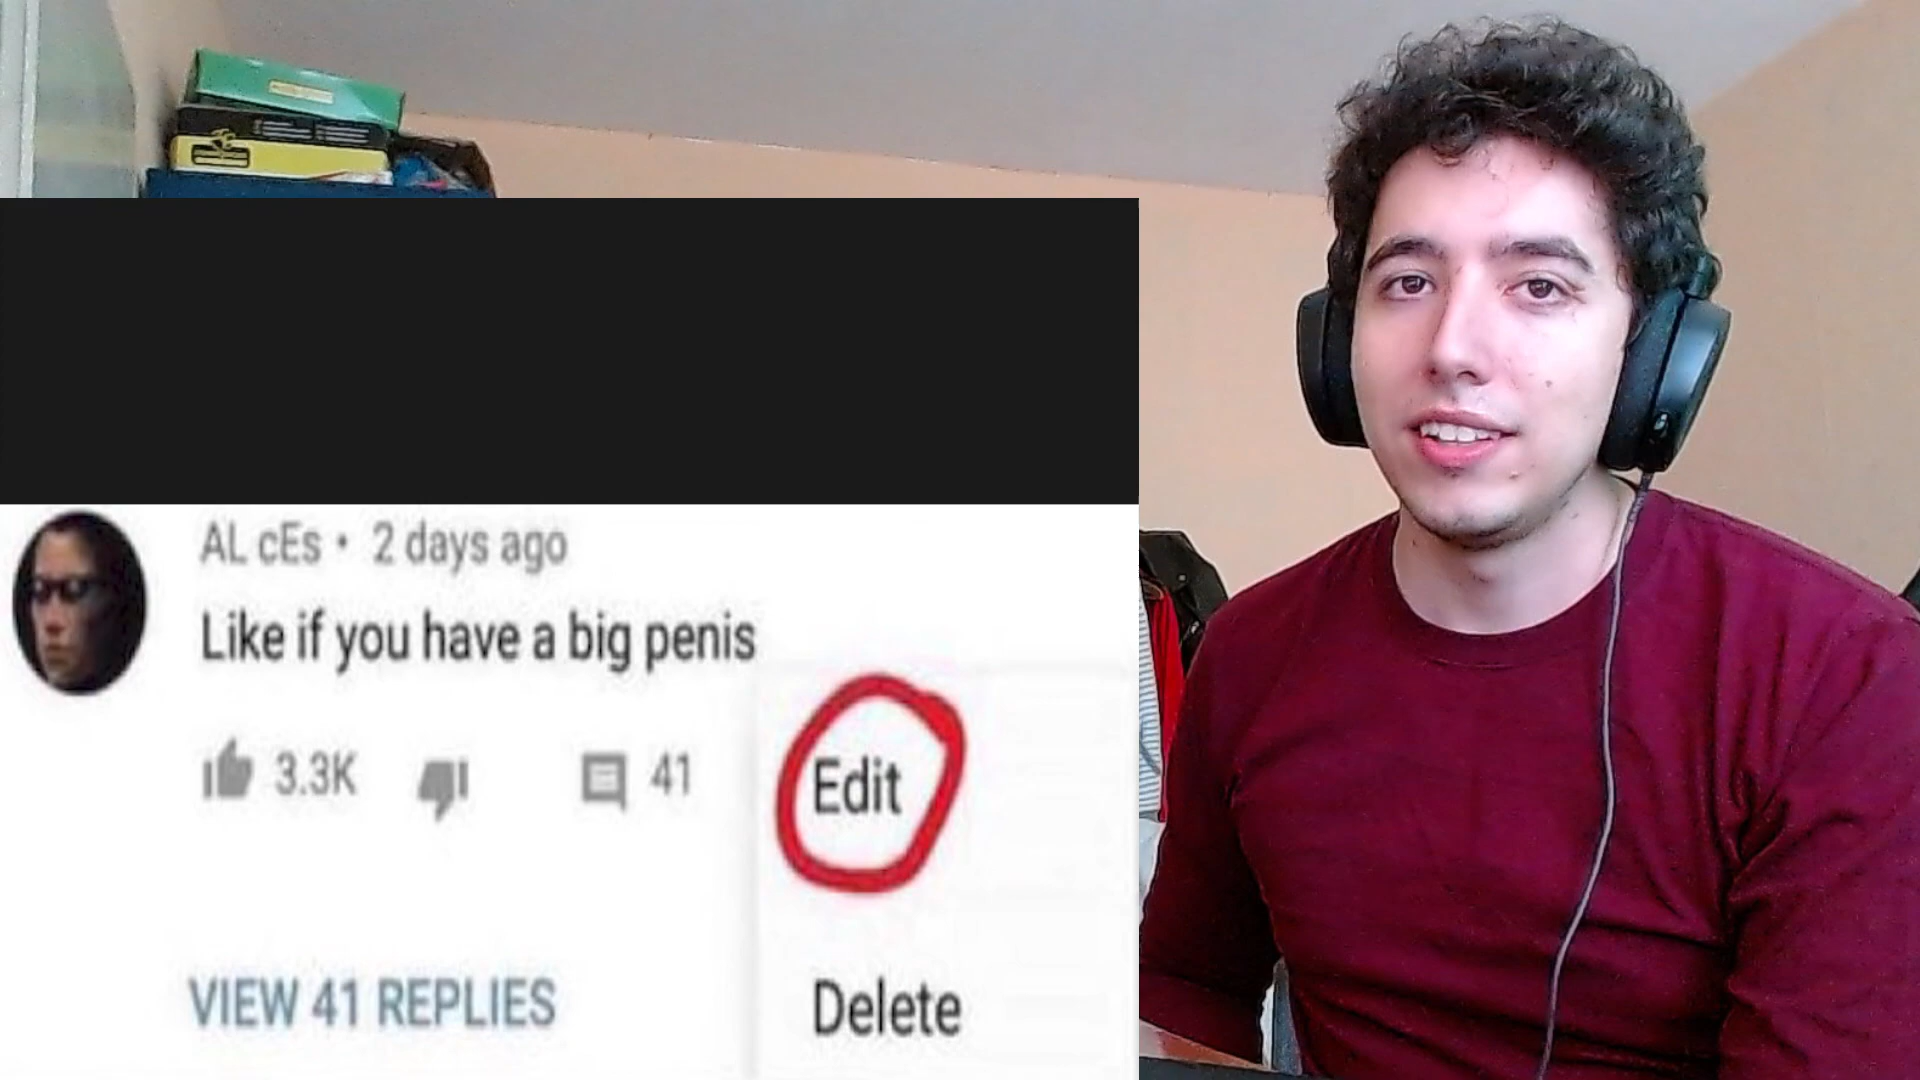 AL cEs • 2 days ago
Like if you have a big penis
3.3K
41
Edit
VIEW 41 REPLIES
Delete